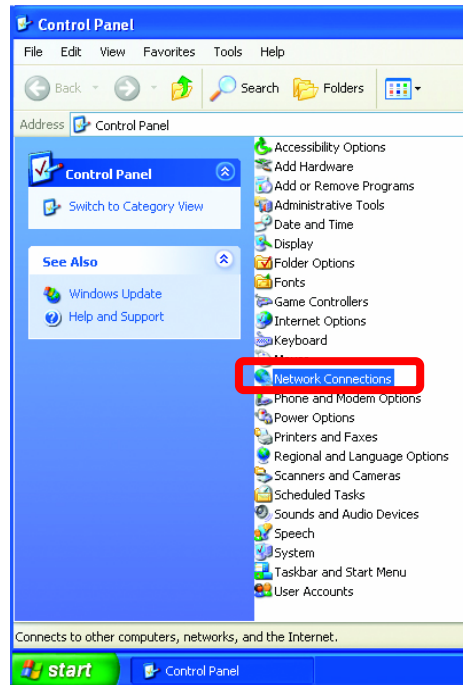 Control Panel
File Edit View Favorites Tools Help
Back Search Folders
Address Control Panel
Control Panel
Switch to Category View
See Also
Windows Update
Help and Support
Accessibility Options
Add Hardware
Add or Remove Programs
Administrative Tools
Date and Time
Display
Folder Options
Fonts
Game Controllers
Internet Options
Keyboard
Network Connections
Phone and Modem Options
Power Options
Printers and Faxes
Regional and Language Options
Scanners and Cameras
Scheduled Tasks
Sounds and Audio Devices
Speech
System
Taskbar and Start Menu
User Accounts
Connects to other computers, networks, and the Internet.
start Control Panel